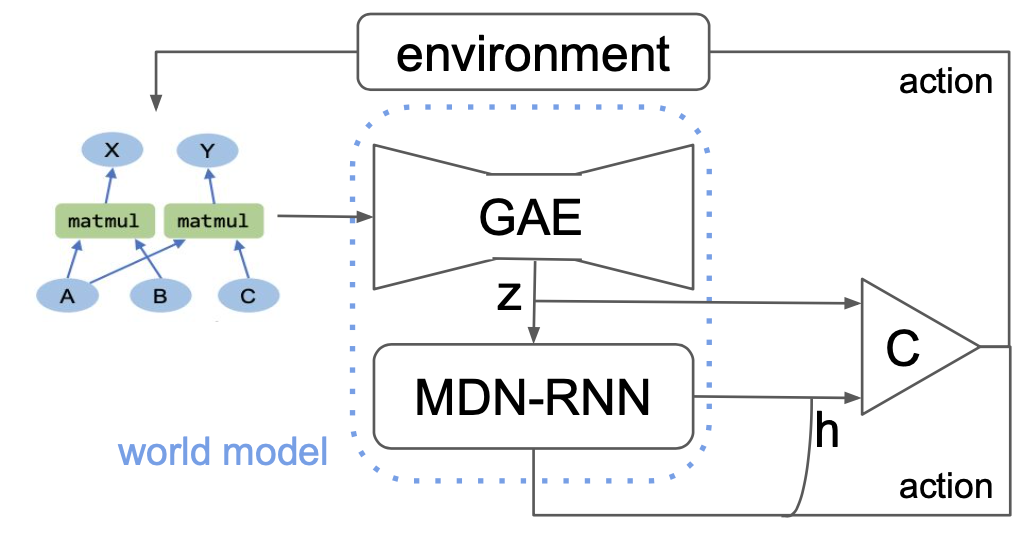 environment
action
X
Y
matmul
matmul
A
B
C
GAE
z
C
MDN-RNN
h
world model
action